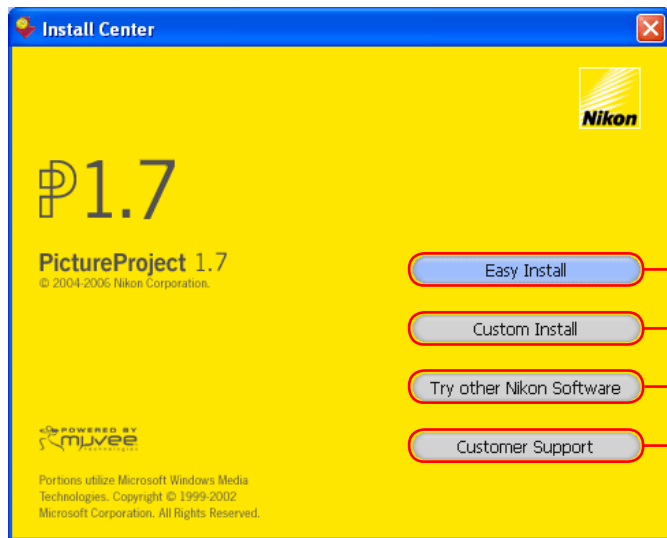 Install Center
Nikon
P1.7
PictureProject 1.7
© 2004-2006 Nikon Corporation.
Easy Install
Custom Install
Try other Nikon Software
Customer Support
POWERED BY
muvee
Technologies
Portions utilize Microsoft Windows Media
Technologies. Copyright © 1999-2002
Microsoft Corporation. All Rights Reserved.